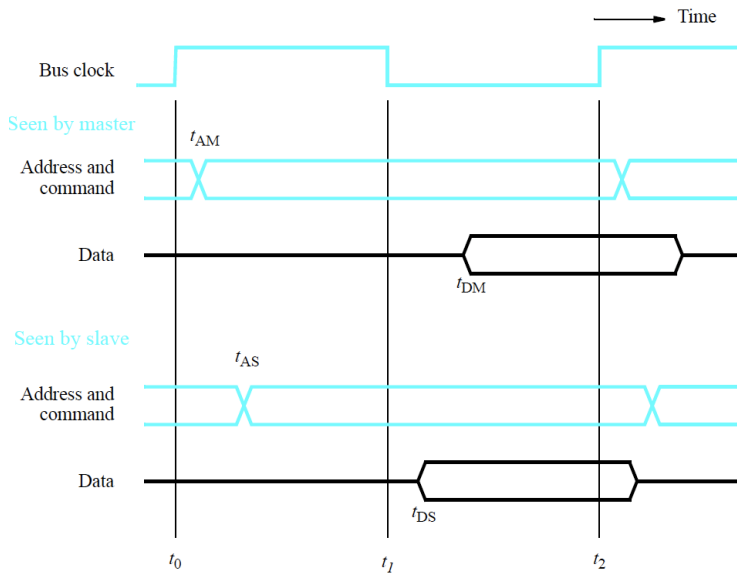 Time
Bus clock
Seen by master
tAM
Address and
command
Data
tDM
Seen by slave
tAS
Address and
command
Data
tDS
t0
t1
t2